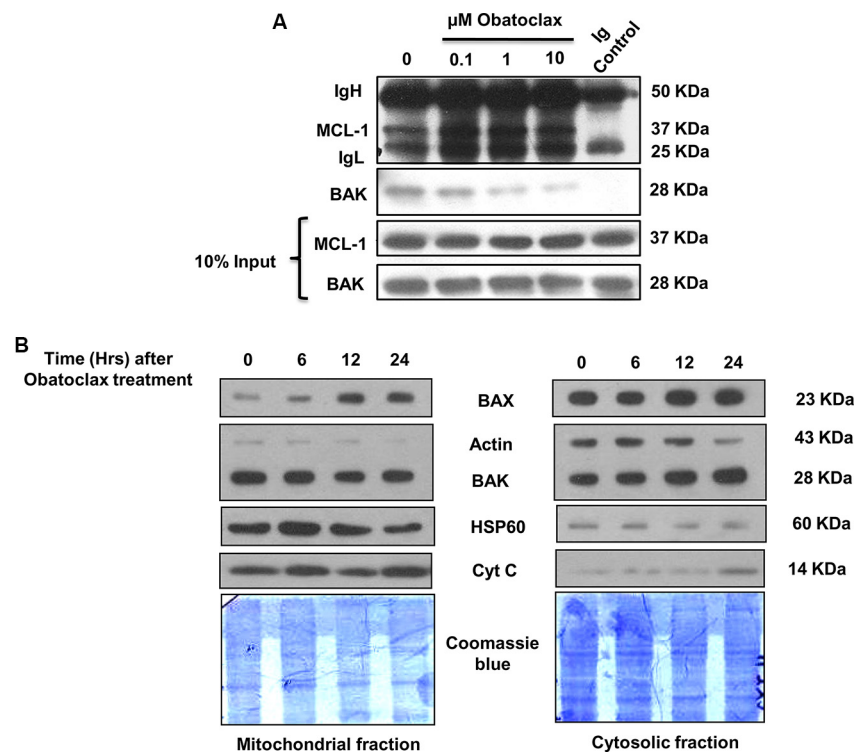 A
µM Obatoclax
0 0.1 1 10 Ig Control
IgH 50 KDa
MCL-1 37 KDa
IgL 25 KDa
BAK 28 KDa
10% Input
MCL-1 37 KDa
BAK 28 KDa
B
Time (Hrs) after
Obatoclax treatment
0 6 12 24 0 6 12 24
BAX 23 KDa
Actin 43 KDa
BAK 28 KDa
HSP60 60 KDa
Cyt C 14 KDa
Coomassie
blue
Mitochondrial fraction Cytosolic fraction